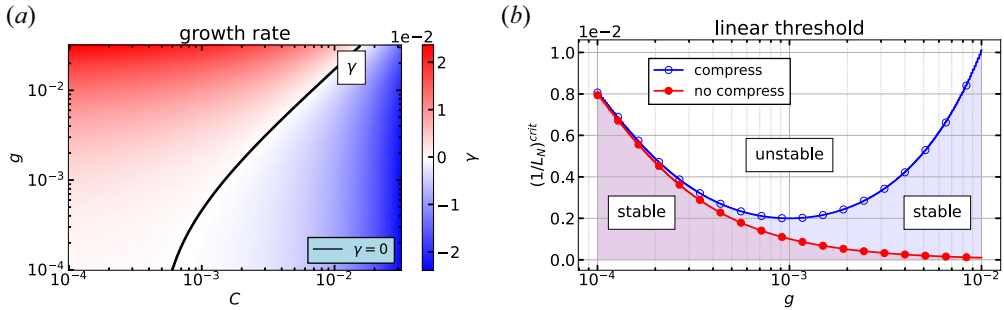 (a)
growth rate
1e−2
γ
10⁻²
10⁻³
10⁻⁴
g
10⁻⁴
10⁻³
10⁻²
C
γ = 0
2
1
0
−1
−2
γ
(b)
linear threshold
1e−2
1.0
0.8
0.6
0.4
0.2
0.0
(1/L_N)^crit
compress
no compress
unstable
stable
stable
10⁻⁴
10⁻³
10⁻²
g